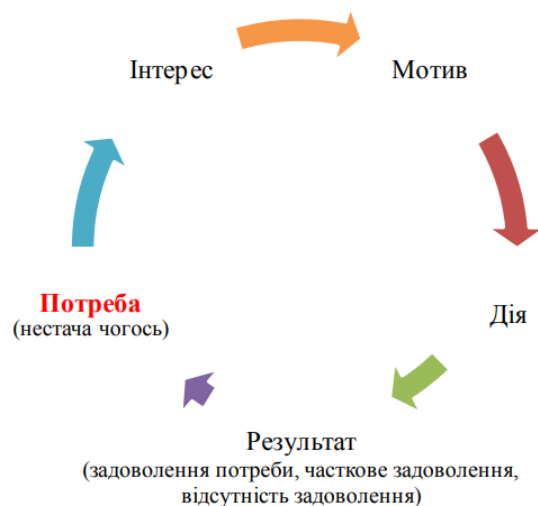 Інтерес
Мотив
Потреба
(нестача чогось)
Дія
Результат
(задоволення потреби, часткове задоволення,
відсутність задоволення)